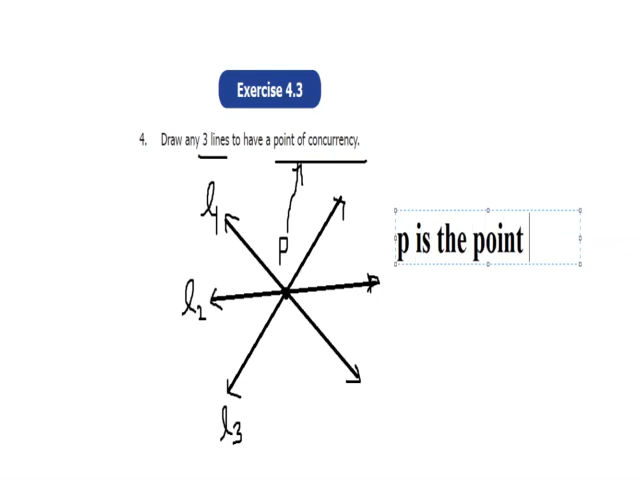 Exercise 4.3
4. Draw any 3 lines to have a point of concurrency.
l1
P
p is the point
l2
l3